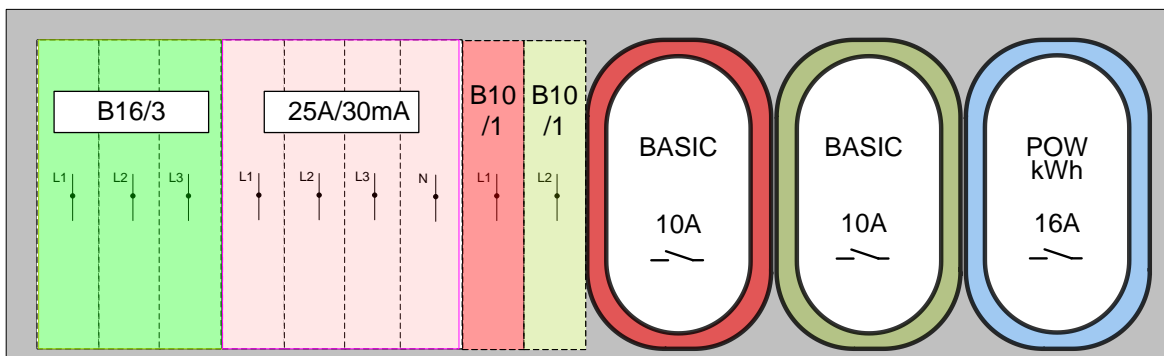 B16/3
25A/30mA
B10
/1
B10
/1
L1
L2
L3
L1
L2
L3
N
L1
L2
BASIC
10A
BASIC
10A
POW
kWh
16A